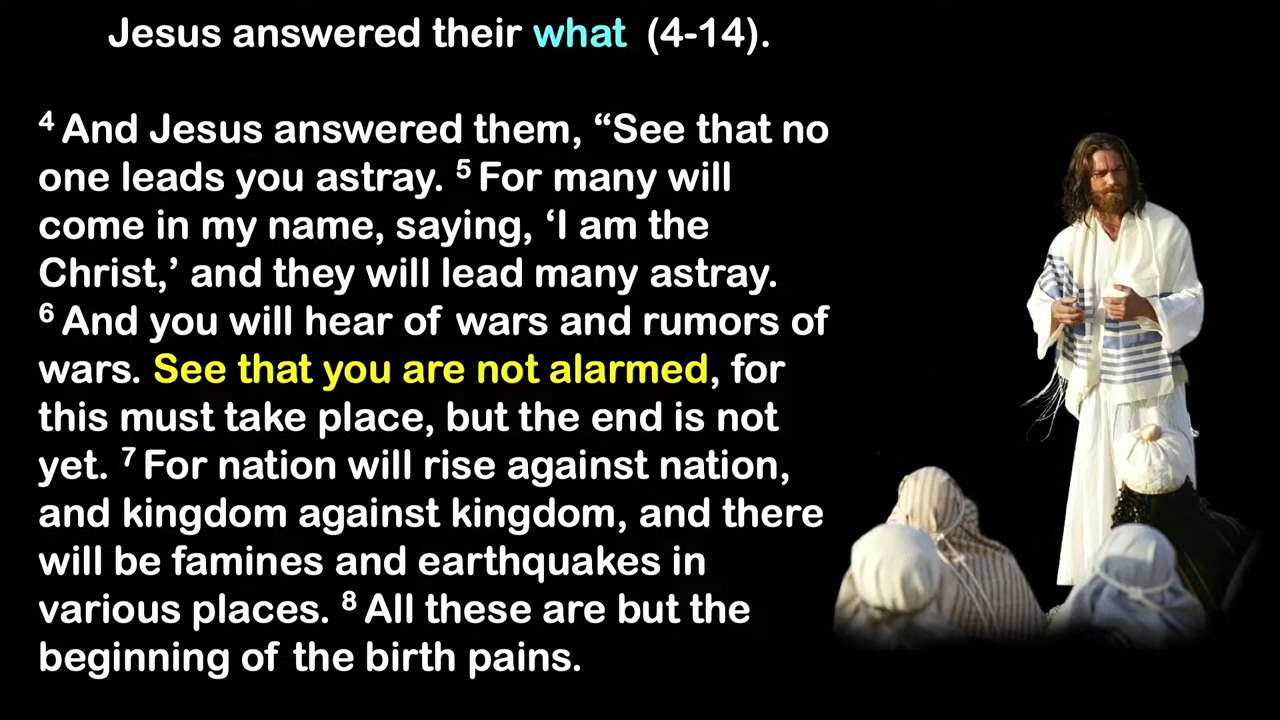 Jesus answered their what (4-14).
4 And Jesus answered them, “See that no
one leads you astray. 5 For many will
come in my name, saying, ‘I am the
Christ,’ and they will lead many astray.
6 And you will hear of wars and rumors of
wars. See that you are not alarmed, for
this must take place, but the end is not
yet. 7 For nation will rise against nation,
and kingdom against kingdom, and there
will be famines and earthquakes in
various places. 8 All these are but the
beginning of the birth pains.